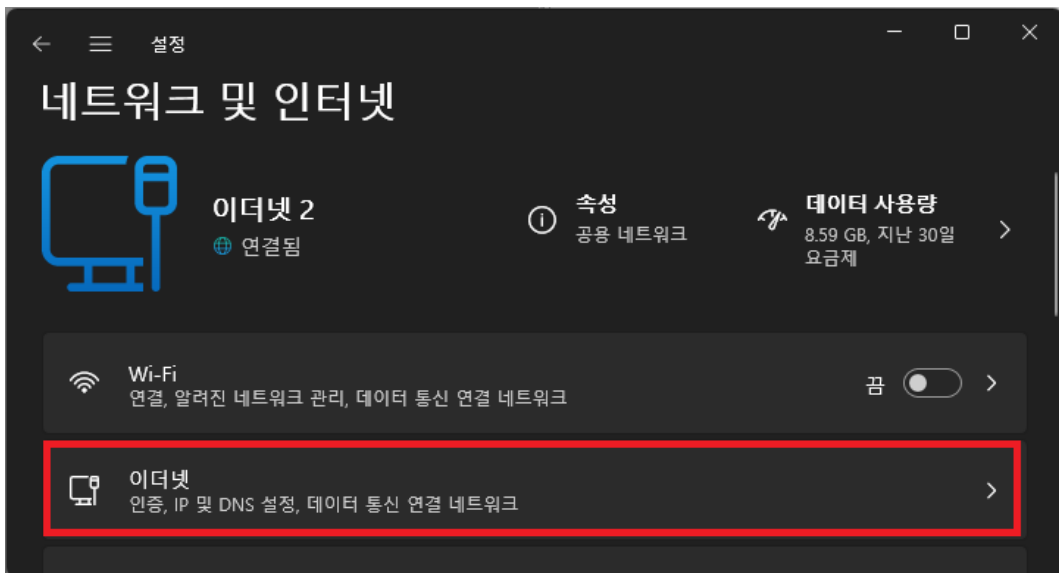 설정
네트워크 및 인터넷
이더넷 2
연결됨
속성
공용 네트워크
데이터 사용량
8.59 GB, 지난 30일
요금제
Wi-Fi
연결, 알려진 네트워크 관리, 데이터 통신 연결 네트워크
끔
이더넷
인증, IP 및 DNS 설정, 데이터 통신 연결 네트워크